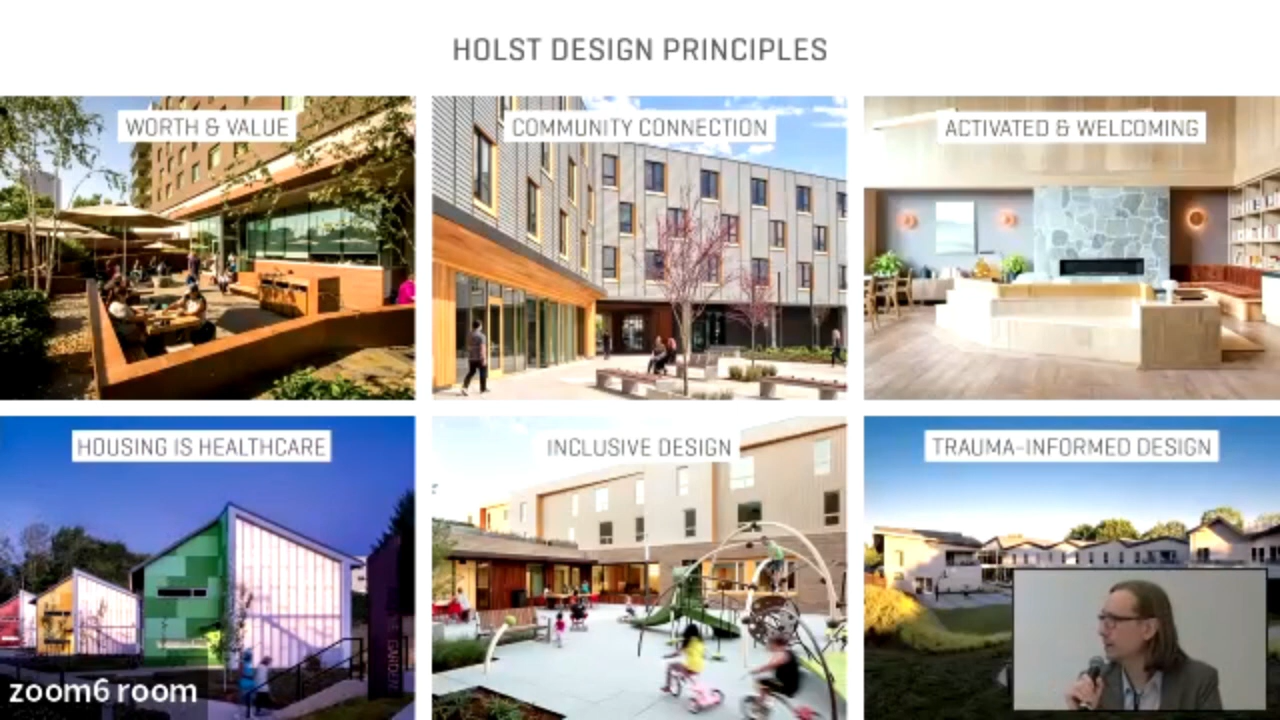 HOLST DESIGN PRINCIPLES
WORTH & VALUE
COMMUNITY CONNECTION
ACTIVATED & WELCOMING
HOUSING IS HEALTHCARE
INCLUSIVE DESIGN
TRAUMA-INFORMED DESIGN
GARDEN
zoom6 room